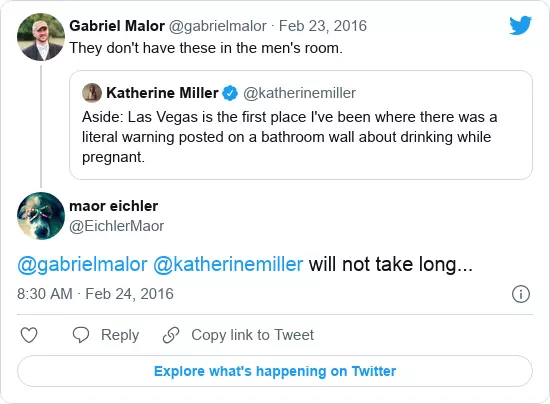 Gabriel Malor @gabrielmalor · Feb 23, 2016
They don't have these in the men's room.
Katherine Miller @katherinemiller
Aside: Las Vegas is the first place I've been where there was a
literal warning posted on a bathroom wall about drinking while
pregnant.
maor eichler
@EichlerMaor
@gabrielmalor @katherinemiller will not take long...
8:30 AM · Feb 24, 2016
Reply Copy link to Tweet
Explore what's happening on Twitter